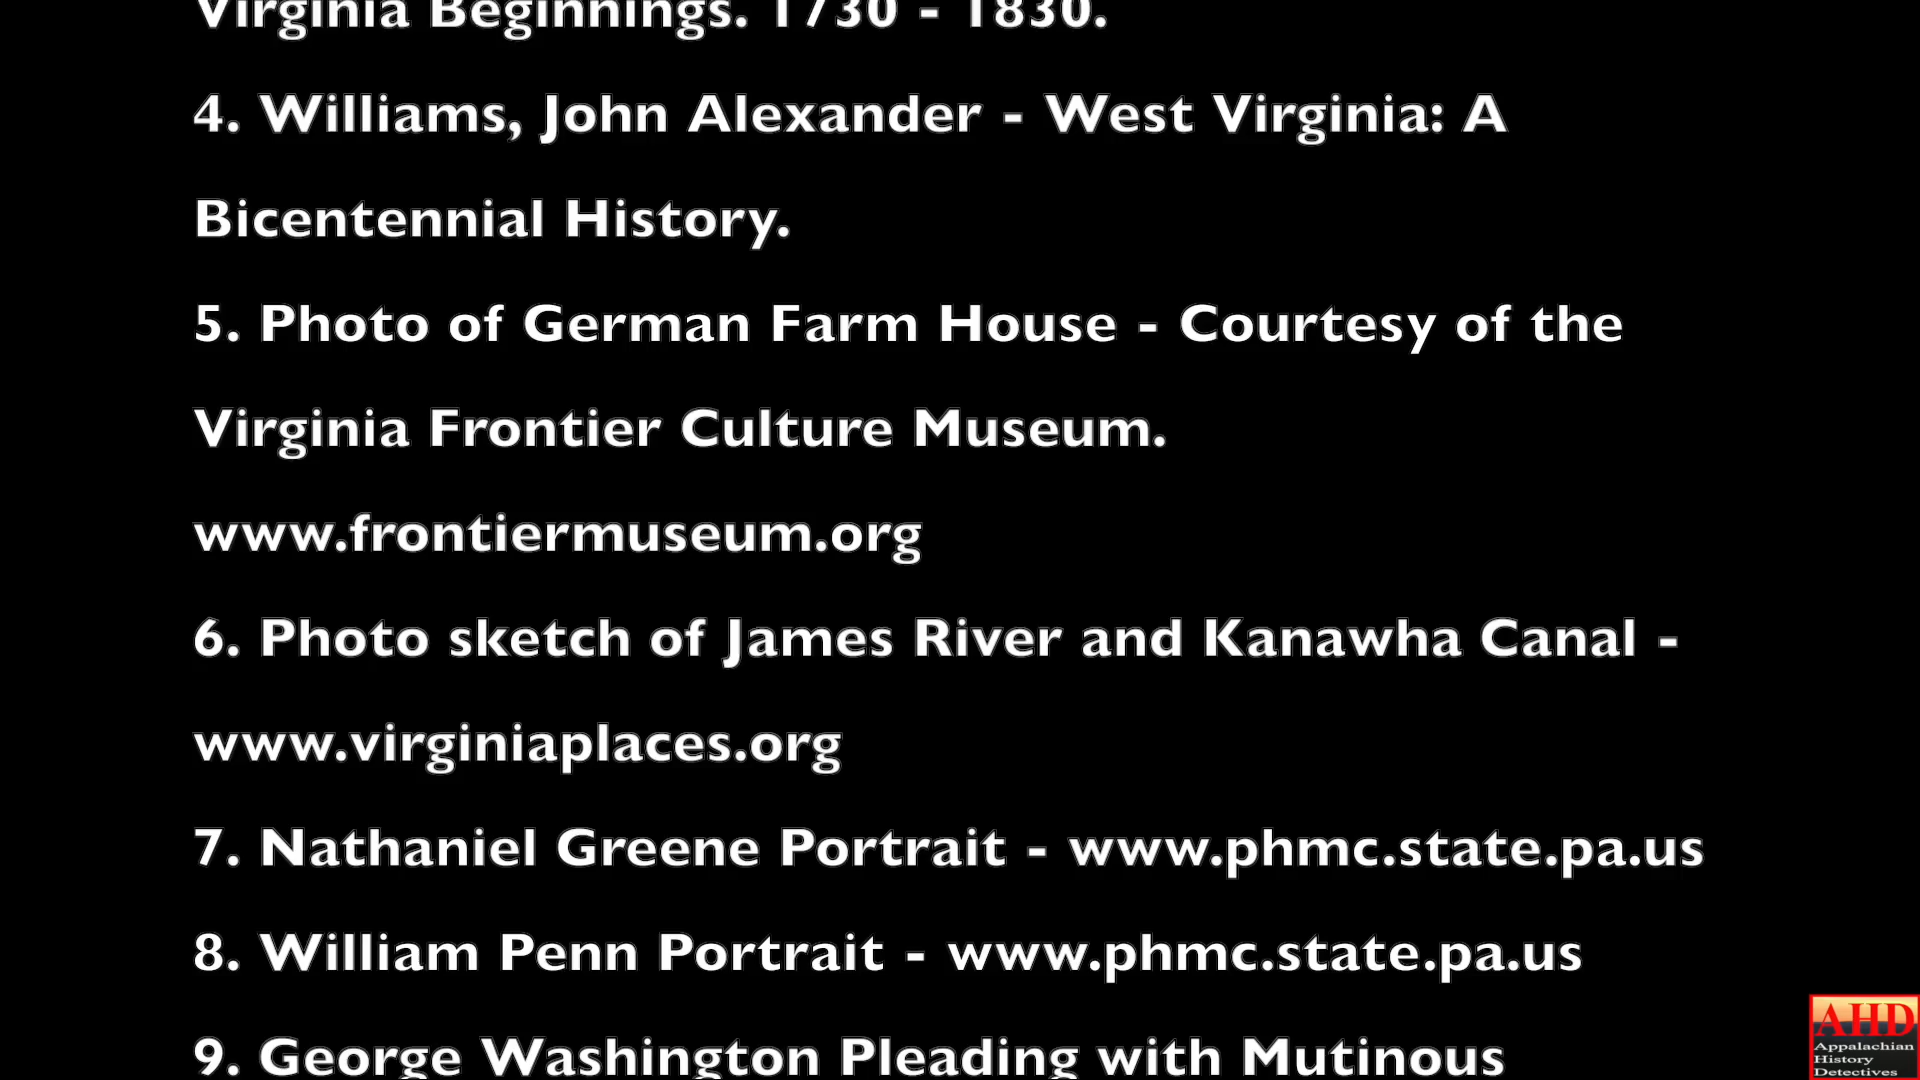 Virginia Beginnings. 1730 - 1830.
4. Williams, John Alexander - West Virginia: A
Bicentennial History.
5. Photo of German Farm House - Courtesy of the
Virginia Frontier Culture Museum.
www.frontiermuseum.org
6. Photo sketch of James River and Kanawha Canal -
www.virginiaplaces.org
7. Nathaniel Greene Portrait - www.phmc.state.pa.us
8. William Penn Portrait - www.phmc.state.pa.us
9. George Washington Pleading with Mutinous
AHD
Appalachian
History
Detectives